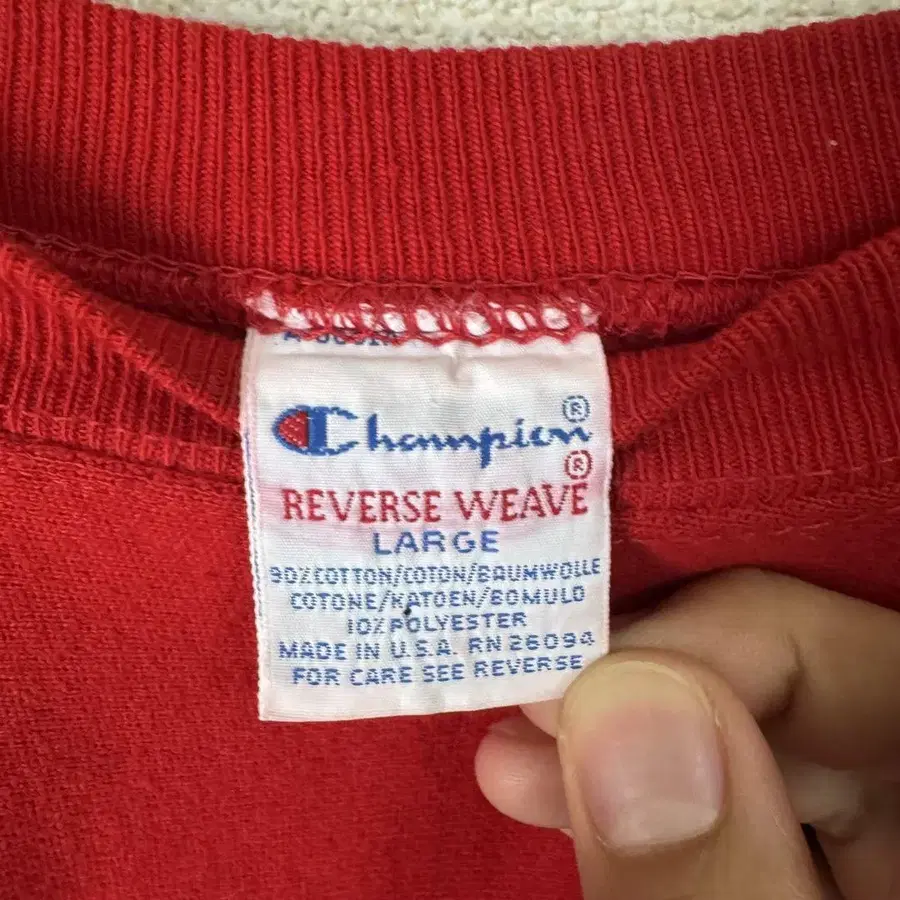 Champion®
®
REVERSE WEAVE
LARGE
90%COTTON/COTON/BAUMWOLLE
COTONE/KATOEN/BOMULD
10%POLYESTER
MADE IN U.S.A. RN 26094
FOR CARE SEE REVERSE